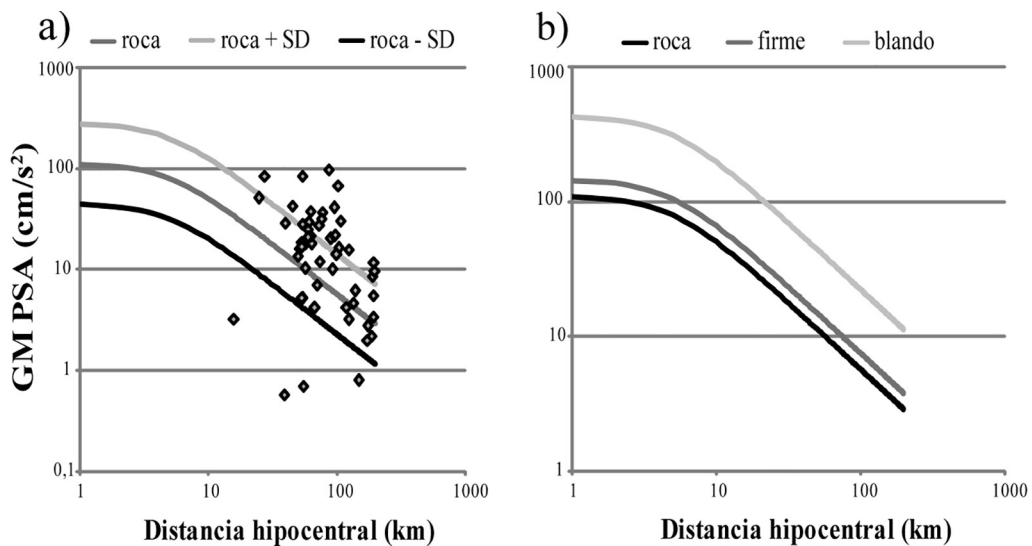 a)
roca roca + SD roca - SD
GM PSA (cm/s²)
1000
100
10
1
0,1
1 10 100 1000
Distancia hipocentral (km)
b)
roca firme blando
1000
100
10
1
1 10 100 1000
Distancia hipocentral (km)